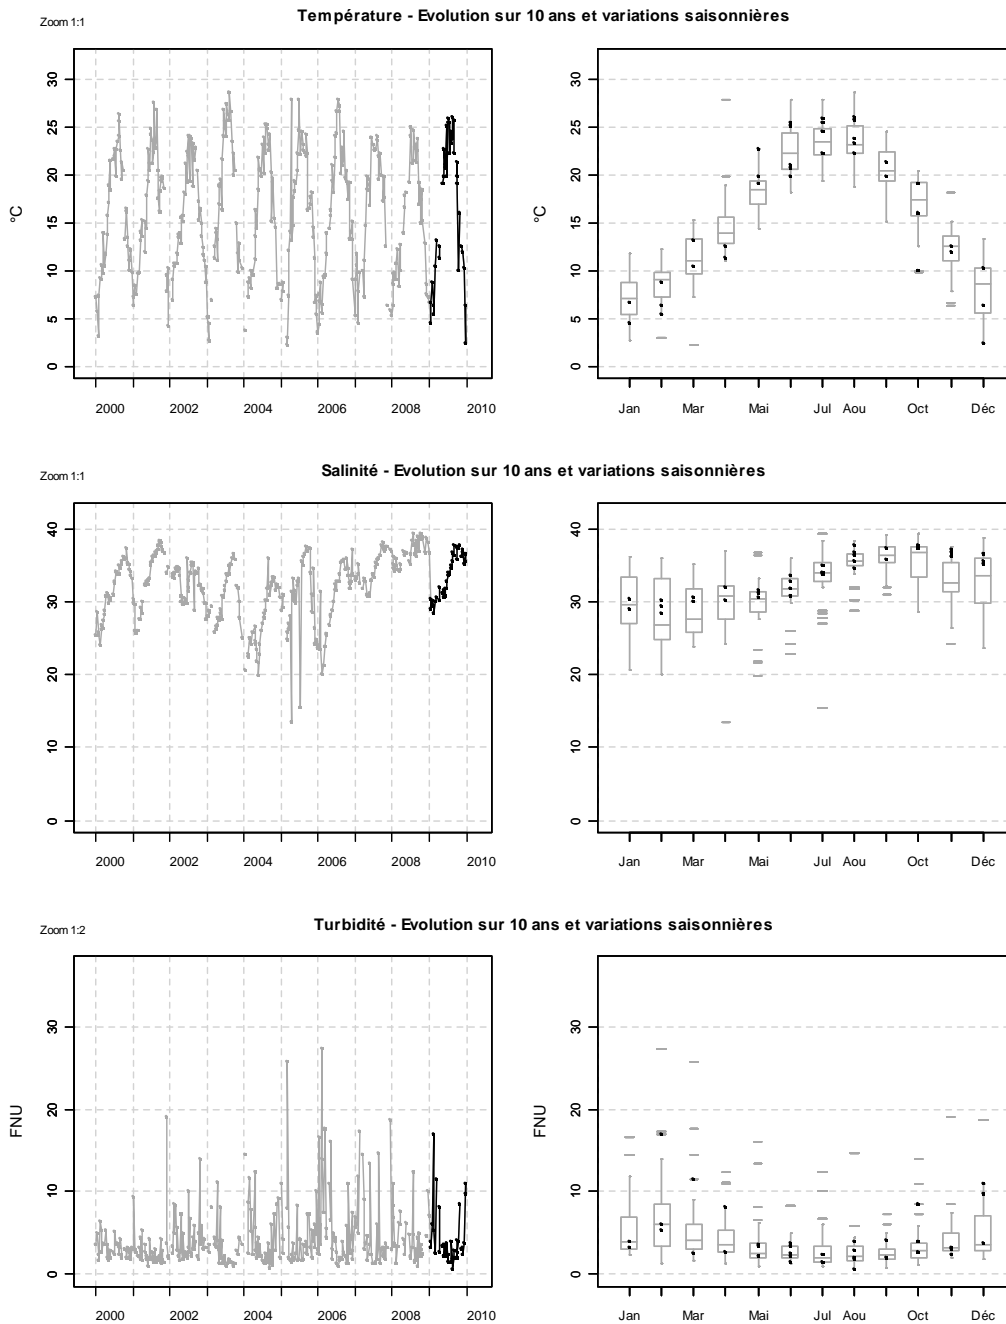 Température - Evolution sur 10 ans et variations saisonnières
Zoom 1:1
°C
0 5 10 15 20 25 30
2000 2002 2004 2006 2008 2010
°C
0 5 10 15 20 25 30
Jan Mar Mai Jul Aou Oct Déc
Salinité - Evolution sur 10 ans et variations saisonnières
Zoom 1:1
0 10 20 30 40
2000 2002 2004 2006 2008 2010
0 10 20 30 40
Jan Mar Mai Jul Aou Oct Déc
Turbidité - Evolution sur 10 ans et variations saisonnières
Zoom 1:2
FNU
0 10 20 30
2000 2002 2004 2006 2008 2010
FNU
0 10 20 30
Jan Mar Mai Jul Aou Oct Déc